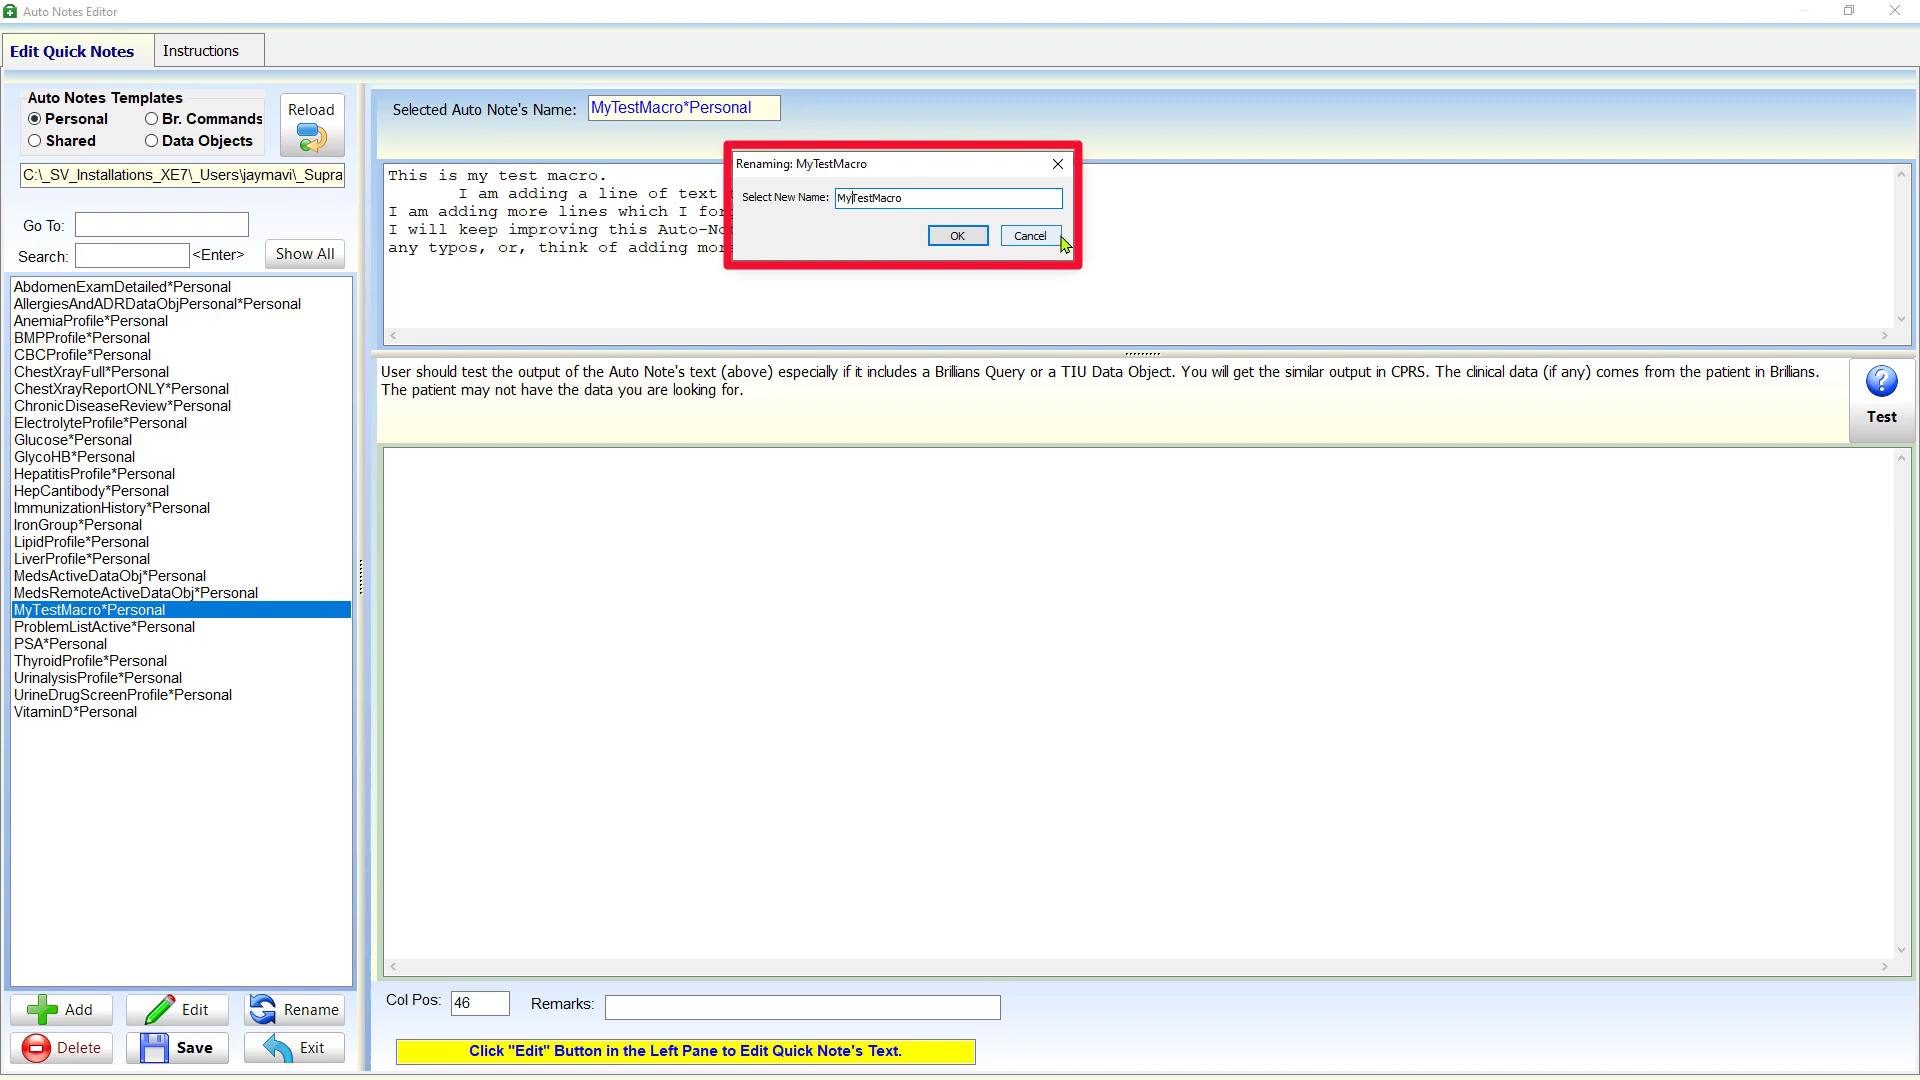 Auto Notes Editor
Edit Quick Notes
Instructions
Auto Notes Templates
Personal
Br. Commands
Shared
Data Objects
Reload
C:\_SV_Installations_XE7\_Users\jaymavi\_Supra
Go To:
Search:
<Enter>
Show All
AbdomenExamDetailed*Personal
AllergiesAndADRDataObjPersonal*Personal
AnemiaProfile*Personal
BMPProfile*Personal
CBCProfile*Personal
ChestXrayFull*Personal
ChestXrayReportONLY*Personal
ChronicDiseaseReview*Personal
ElectrolyteProfile*Personal
Glucose*Personal
GlycoHB*Personal
HepatitisProfile*Personal
HepCantibody*Personal
ImmunizationHistory*Personal
IronGroup*Personal
LipidProfile*Personal
LiverProfile*Personal
MedsActiveDataObj*Personal
MedsRemoteActiveDataObj*Personal
MyTestMacro*Personal
ProblemListActive*Personal
PSA*Personal
ThyroidProfile*Personal
UrinalysisProfile*Personal
UrineDrugScreenProfile*Personal
VitaminD*Personal
Add
Edit
Rename
Delete
Save
Exit
Selected Auto Note's Name:
MyTestMacro*Personal
This is my test macro.
I am adding a line of text
I am adding more lines which I for
I will keep improving this Auto-No
any typos, or, think of adding mor
Renaming: MyTestMacro
Select New Name:
MyTestMacro
OK
Cancel
User should test the output of the Auto Note's text (above) especially if it includes a Brillians Query or a TIU Data Object. You will get the similar output in CPRS. The clinical data (if any) comes from the patient in Brillians.
The patient may not have the data you are looking for.
Test
Col Pos:
46
Remarks:
Click "Edit" Button in the Left Pane to Edit Quick Note's Text.